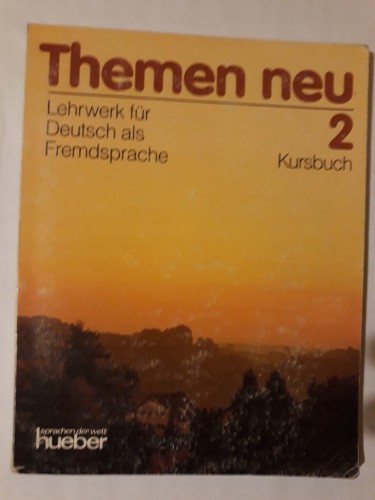 Themen neu
Lehrwerk für
Deutsch als
Fremdsprache
2
Kursbuch
sprachen der welt
hueber